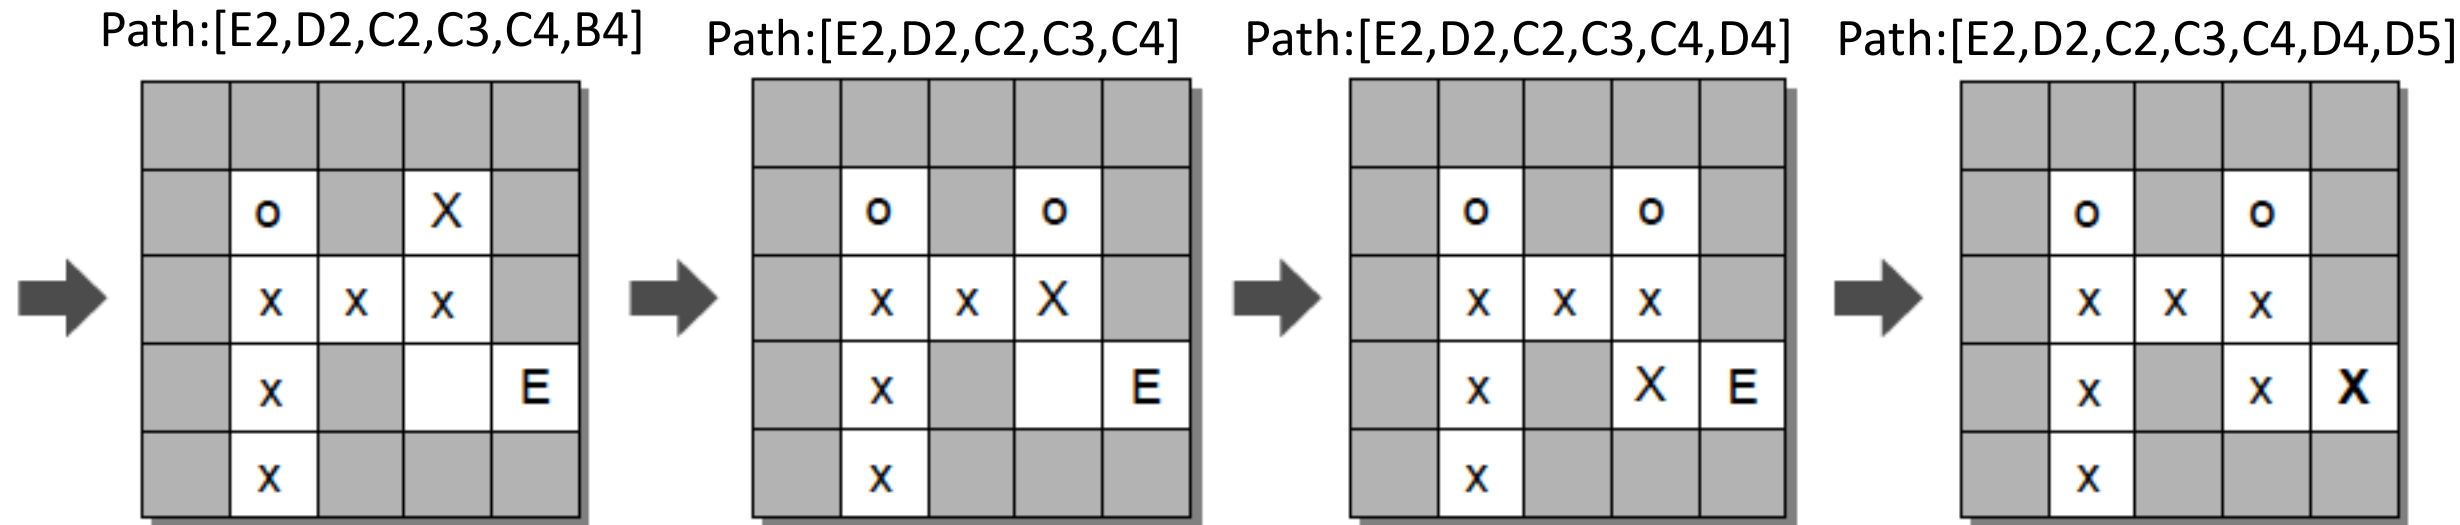 Path:[E2,D2,C2,C3,C4,B4]
Path:[E2,D2,C2,C3,C4]
Path:[E2,D2,C2,C3,C4,D4]
Path:[E2,D2,C2,C3,C4,D4,D5]
o X
x x x
x E
x
o o
x x X
x E
x
o o
x x x
x X E
x
o o
x x x
x x X
x